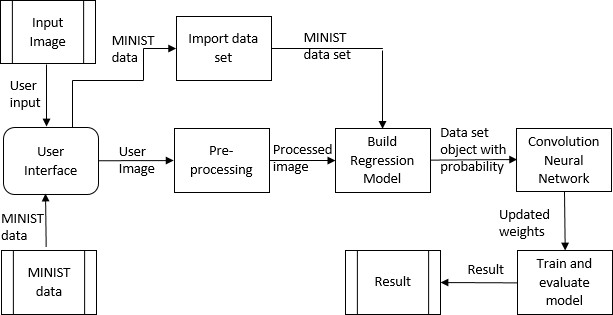 Input
Image
MINIST
data
Import data
set
MINIST
data set
User
input
User
Interface
User
Image
Pre-
processing
Processed
image
Build
Regression
Model
Data set
object with
probability
Convolution
Neural
Network
MINIST
data
Updated
weights
MINIST
data
Result
Result
Train and
evaluate
model